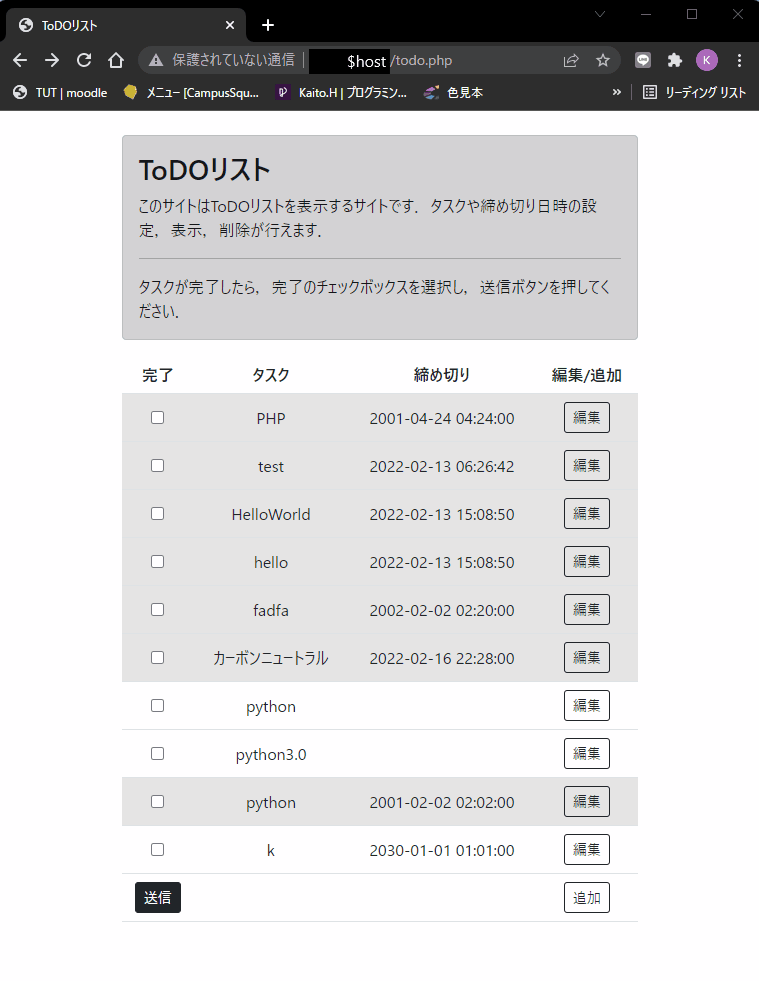 ToDOリスト
保護されていない通信 $host/todo.php
K
TUT | moodle メニュー [CampusSqu... Kaito.H | プログラミン... 色見本 » リーディング リスト
ToDOリスト
このサイトはToDOリストを表示するサイトです．タスクや締め切り日時の設
定，表示，削除が行えます．
タスクが完了したら，完了のチェックボックスを選択し，送信ボタンを押してく
ださい．
完了 タスク 締め切り 編集/追加
PHP 2001-04-24 04:24:00 編集
test 2022-02-13 06:26:42 編集
HelloWorld 2022-02-13 15:08:50 編集
hello 2022-02-13 15:08:50 編集
fadfa 2002-02-02 02:20:00 編集
カーボンニュートラル 2022-02-16 22:28:00 編集
python 編集
python3.0 編集
python 2001-02-02 02:02:00 編集
k 2030-01-01 01:01:00 編集
送信 追加